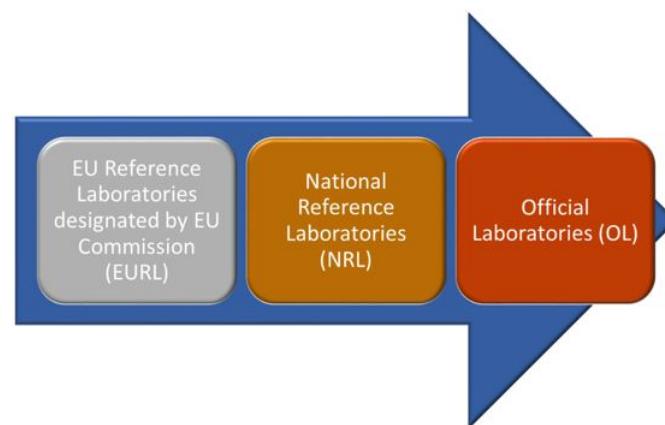 EU Reference
Laboratories
designated by EU
Commission
(EURL)
National
Reference
Laboratories
(NRL)
Official
Laboratories (OL)